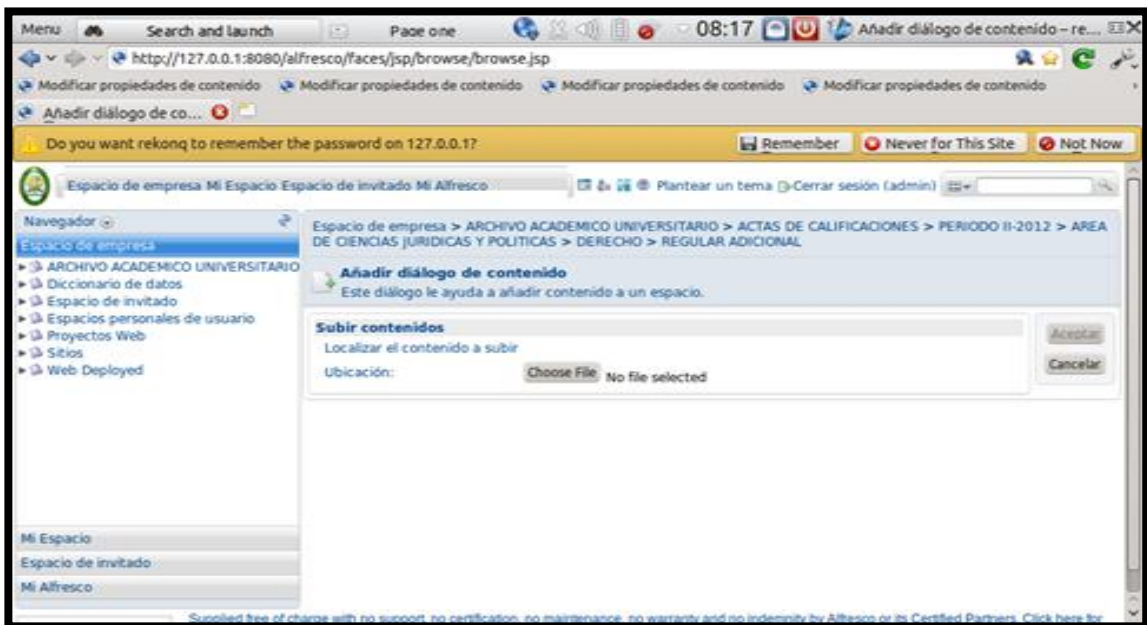 Menu Search and launch Page one 08:17 Añadir diálogo de contenido – re...
http://127.0.0.1:8080/alfresco/faces/jsp/browse/browse.jsp
Modificar propiedades de contenido Modificar propiedades de contenido Modificar propiedades de contenido Modificar propiedades de contenido
Añadir diálogo de co...
Do you want rekonq to remember the password on 127.0.0.1? Remember Never for This Site Not Now
Espacio de empresa Mi Espacio Espacio de invitado Mi Alfresco Plantear un tema Cerrar sesión (admin)
Navegador
Espacio de empresa
ARCHIVO ACADEMICO UNIVERSITARIO
Diccionario de datos
Espacio de invitado
Espacios personales de usuario
Proyectos Web
Sitios
Web Deployed
Mi Espacio
Espacio de invitado
Mi Alfresco
Espacio de empresa > ARCHIVO ACADEMICO UNIVERSITARIO > ACTAS DE CALIFICACIONES > PERIODO II-2012 > AREA
DE CIENCIAS JURIDICAS Y POLITICAS > DERECHO > REGULAR ADICIONAL
Añadir diálogo de contenido
Este diálogo le ayuda a añadir contenido a un espacio.
Subir contenidos
Localizar el contenido a subir
Ubicación: Choose File No file selected
Aceptar
Cancelar
Supplied free of charge with no support, no certification, no maintenance, no warranty and no indemnity by Alfresco or its Certified Partners. Click here for